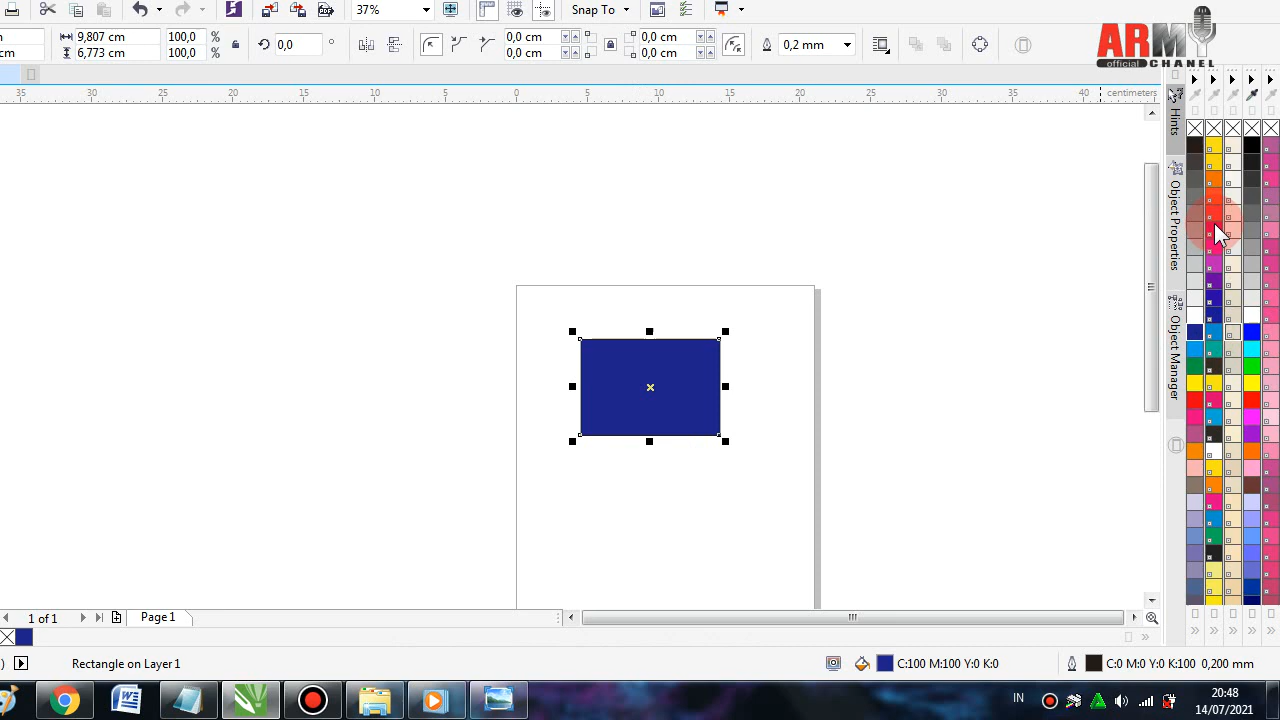 37%
Snap To
ARM
official CHANEL
9,807 cm
6,773 cm
100,0
100,0
%
%
0,0
0,0 cm
0,0 cm
0,0 cm
0,0 cm
0,2 mm
35 30 25 20 15 10 5 0 5 10 15 20 25 30 35 40 centimeters
Hints
Object Properties
Object Manager
1 of 1
Page 1
Rectangle on Layer 1
C:100 M:100 Y:0 K:0
C:0 M:0 Y:0 K:100 0,200 mm
IN
20:48
14/07/2021